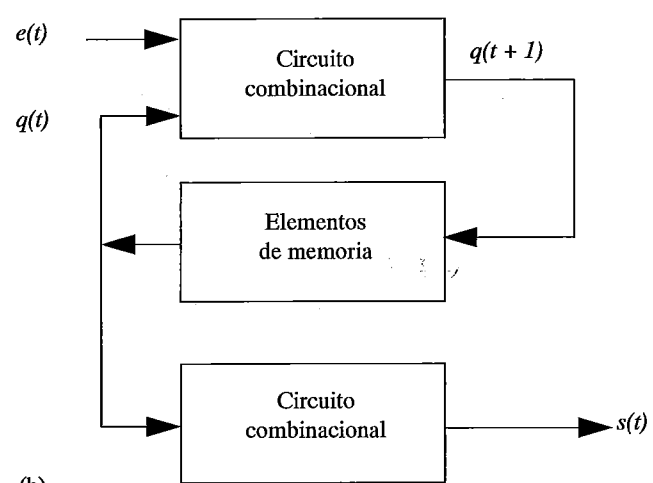 e(t)
Circuito
combinacional
q(t + 1)
q(t)
Elementos
de memoria
Circuito
combinacional
s(t)
(b)